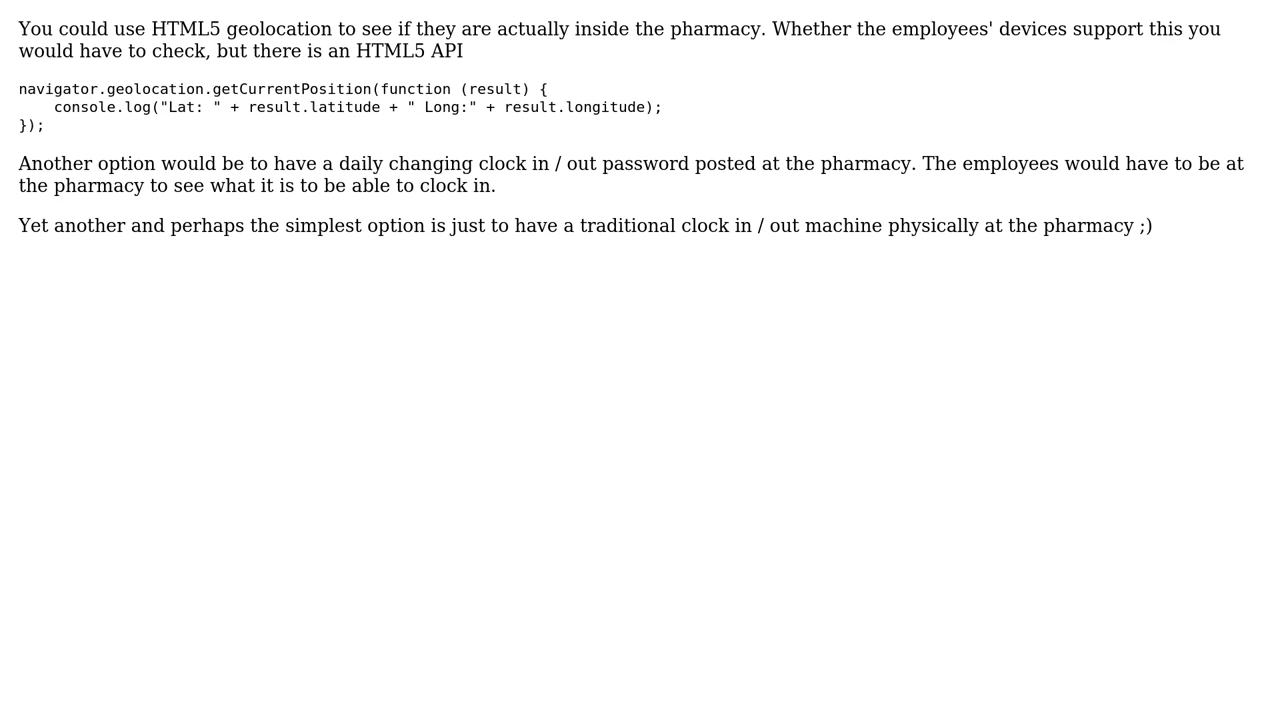 You could use HTML5 geolocation to see if they are actually inside the pharmacy. Whether the employees' devices support this you
would have to check, but there is an HTML5 API
navigator.geolocation.getCurrentPosition(function (result) {
    console.log("Lat: " + result.latitude + " Long:" + result.longitude);
});
Another option would be to have a daily changing clock in / out password posted at the pharmacy. The employees would have to be at
the pharmacy to see what it is to be able to clock in.
Yet another and perhaps the simplest option is just to have a traditional clock in / out machine physically at the pharmacy ;)